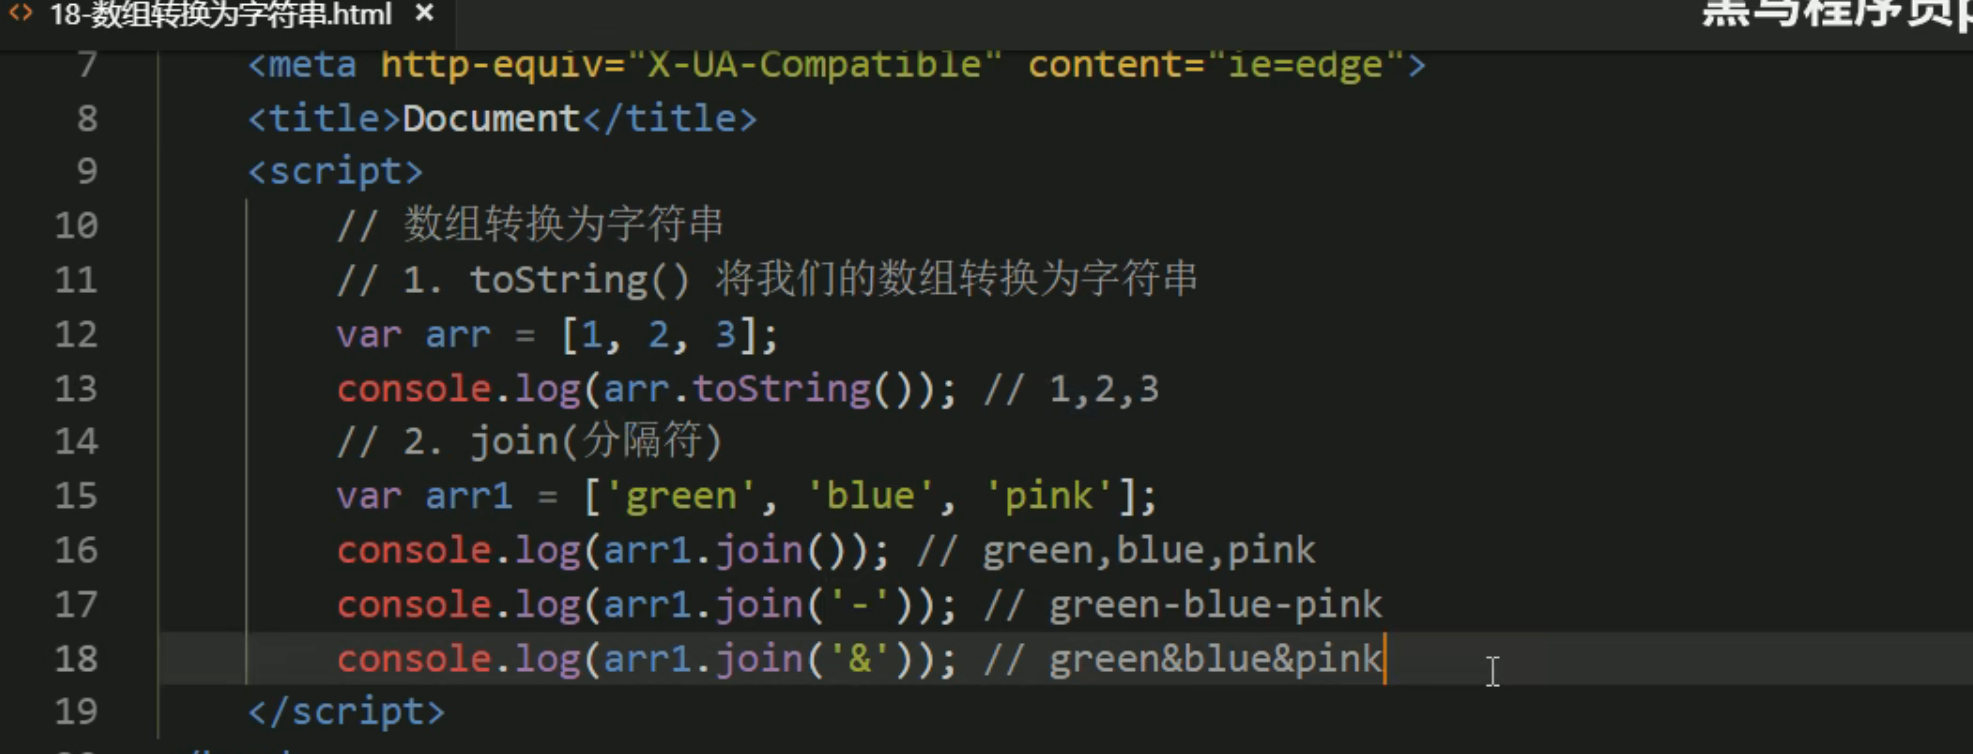 18-数组转换为字符串.html ×
黑马程序员
7 <meta http-equiv="X-UA-Compatible" content="ie=edge">
8 <title>Document</title>
9 <script>
10 // 数组转换为字符串
11 // 1. toString() 将我们的数组转换为字符串
12 var arr = [1, 2, 3];
13 console.log(arr.toString()); // 1,2,3
14 // 2. join(分隔符)
15 var arr1 = ['green', 'blue', 'pink'];
16 console.log(arr1.join()); // green,blue,pink
17 console.log(arr1.join('-')); // green-blue-pink
18 console.log(arr1.join('&')); // green&blue&pink
19 </script>